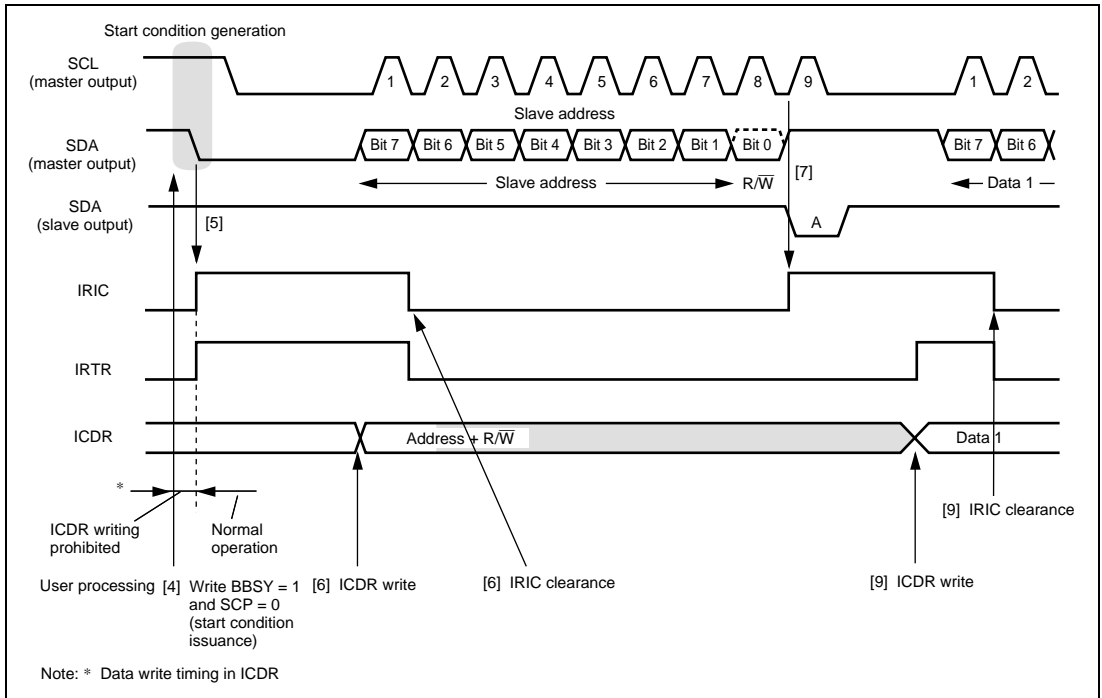 Start condition generation
SCL
(master output)
1 2 3 4 5 6 7 8 9 1 2
Slave address
SDA
(master output)
Bit 7 Bit 6 Bit 5 Bit 4 Bit 3 Bit 2 Bit 1 Bit 0 Bit 7 Bit 6
Slave address R/W̅ [7] Data 1
SDA
(slave output)
[5] A
IRIC
IRTR
ICDR Address + R/W̅ Data 1
*
ICDR writing
prohibited
Normal
operation
[9] IRIC clearance
User processing [4] Write BBSY = 1
and SCP = 0
(start condition
issuance)
[6] ICDR write
[6] IRIC clearance
[9] ICDR write
Note: * Data write timing in ICDR